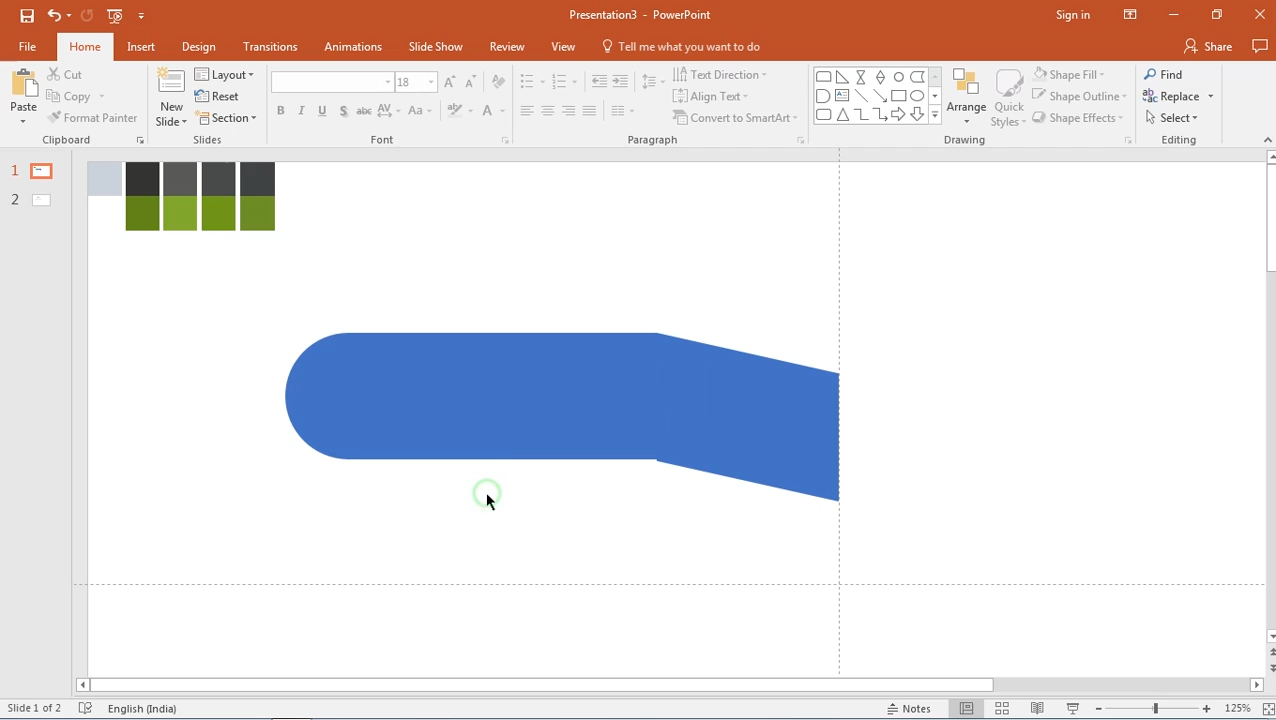 Presentation3 - PowerPoint
Sign in
File
Home
Insert
Design
Transitions
Animations
Slide Show
Review
View
Tell me what you want to do
Share
Paste
Cut
Copy
Format Painter
Clipboard
New
Slide
Layout
Reset
Section
Slides
18
B I U S abc AV Aa A
Font
Text Direction
Align Text
Convert to SmartArt
Paragraph
Arrange
Quick
Styles
Shape Fill
Shape Outline
Shape Effects
Drawing
Find
Replace
Select
Editing
1
2
Slide 1 of 2
English (India)
Notes
125%